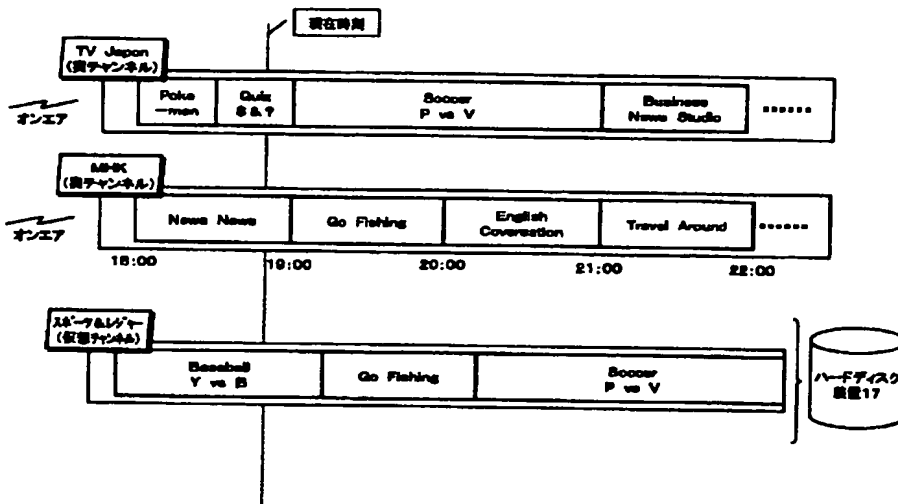 現在時刻
TV Japan
(実チャンネル)
Poke
-mon
Quiz
8&?
Soccer
P vs V
Business
News Studio
......
オンエア
MHK
(実チャンネル)
News News
Go Fishing
English
Coversation
Travel Around
......
オンエア
18:00
19:00
20:00
21:00
22:00
スポーツ&レジャー
(仮想チャンネル)
Baseball
Y vs B
Go Fishing
Soccer
P vs V
ハードディスク
装置17